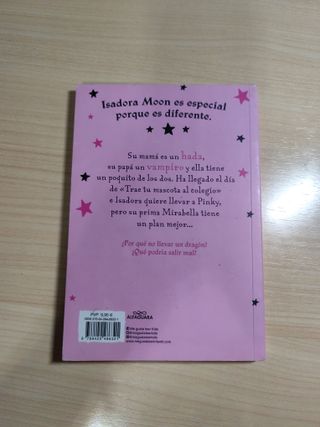 Isadora Moon es especial
porque es diferente.
Su mamá es un hada,
su papá un vampiro y ella tiene
un poquito de los dos. Ha llegado el día
de «Trae tu mascota al colegio»
e Isadora quiere llevar a Pinky,
pero su prima Mirabella tiene
un plan mejor...
¿Por qué no llevar un dragón?
¡Qué podría salir mal?
ALFAGUARA